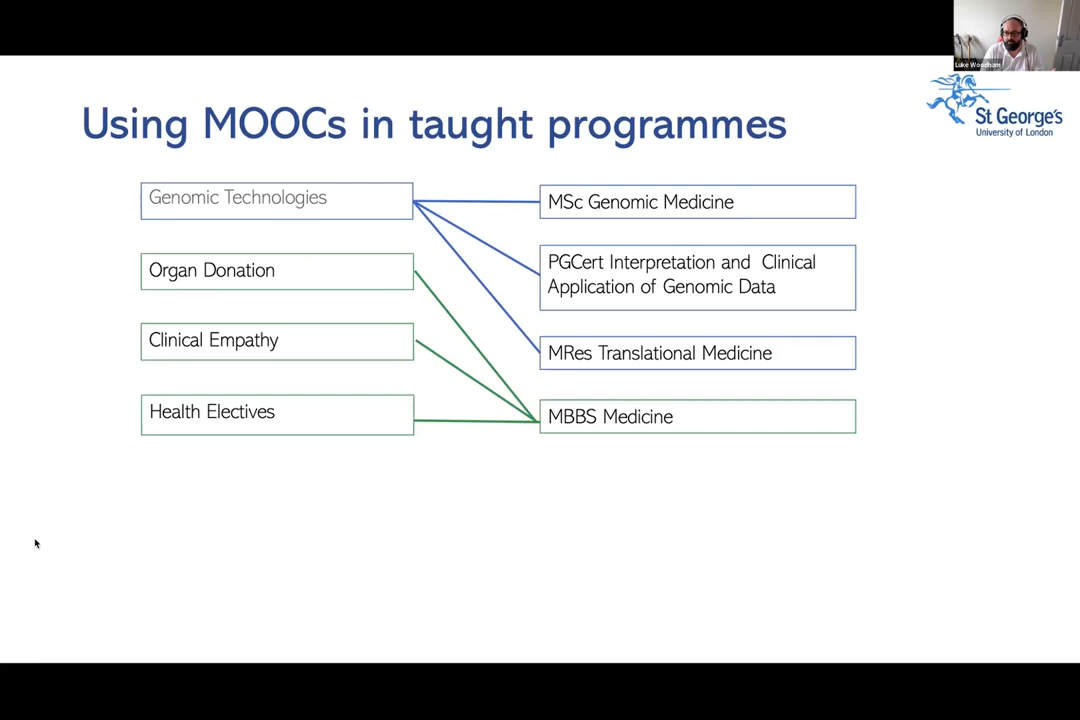 Luke Woodham
St George's
University of London
Using MOOCs in taught programmes
Genomic Technologies
MSc Genomic Medicine
Organ Donation
PGCert Interpretation and Clinical
Application of Genomic Data
Clinical Empathy
MRes Translational Medicine
Health Electives
MBBS Medicine